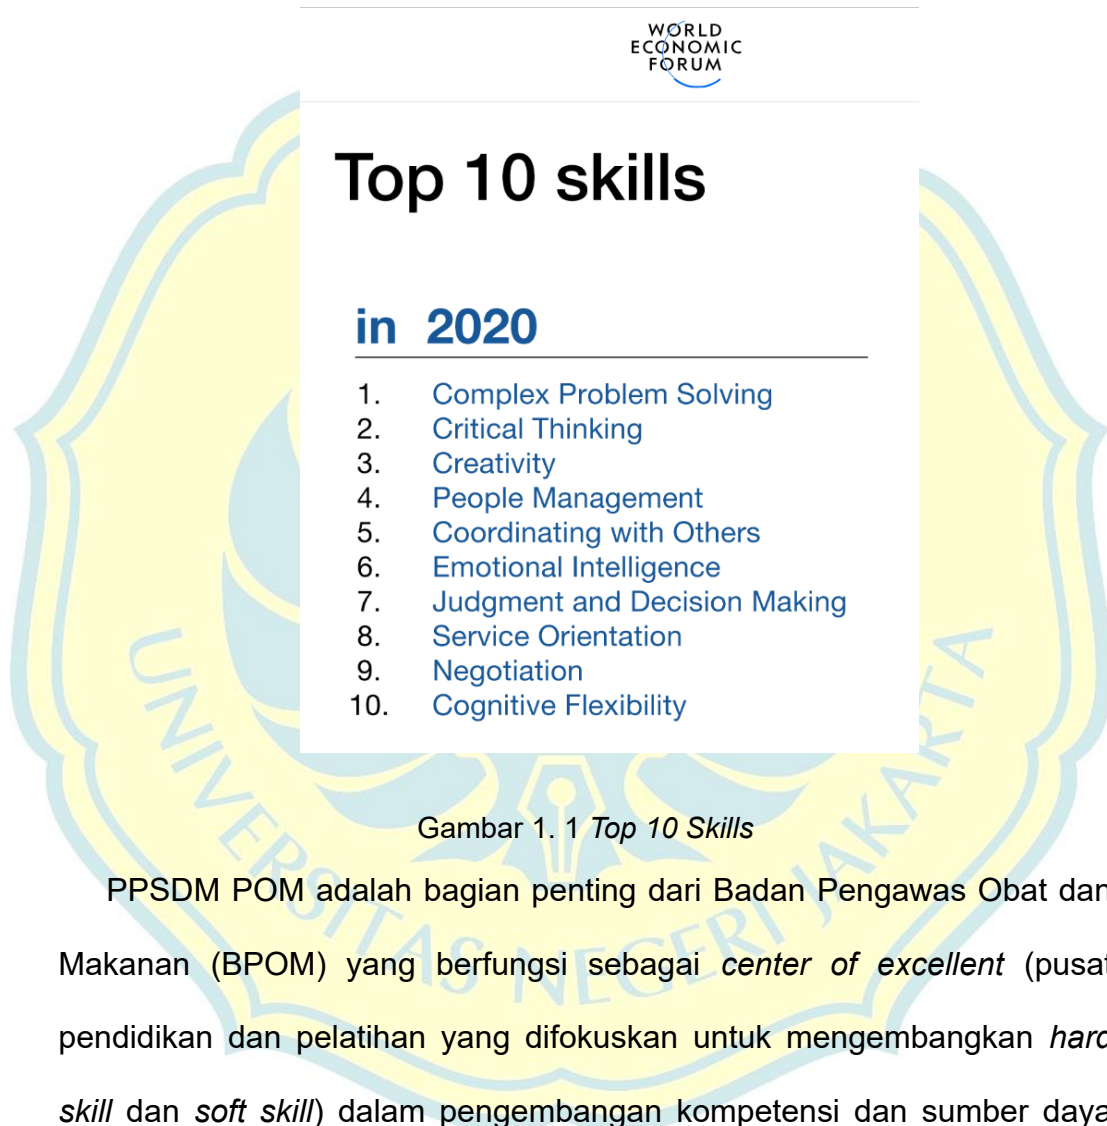 WORLD
ECONOMIC
FORUM
Top 10 skills
in 2020
1. Complex Problem Solving
2. Critical Thinking
3. Creativity
4. People Management
5. Coordinating with Others
6. Emotional Intelligence
7. Judgment and Decision Making
8. Service Orientation
9. Negotiation
10. Cognitive Flexibility
Gambar 1. 1 Top 10 Skills
PPSDM POM adalah bagian penting dari Badan Pengawas Obat dan
Makanan (BPOM) yang berfungsi sebagai center of excellent (pusat
pendidikan dan pelatihan yang difokuskan untuk mengembangkan hard
skill dan soft skill) dalam pengembangan kompetensi dan sumber daya
UNIVERSITAS NEGERI JAKARTA